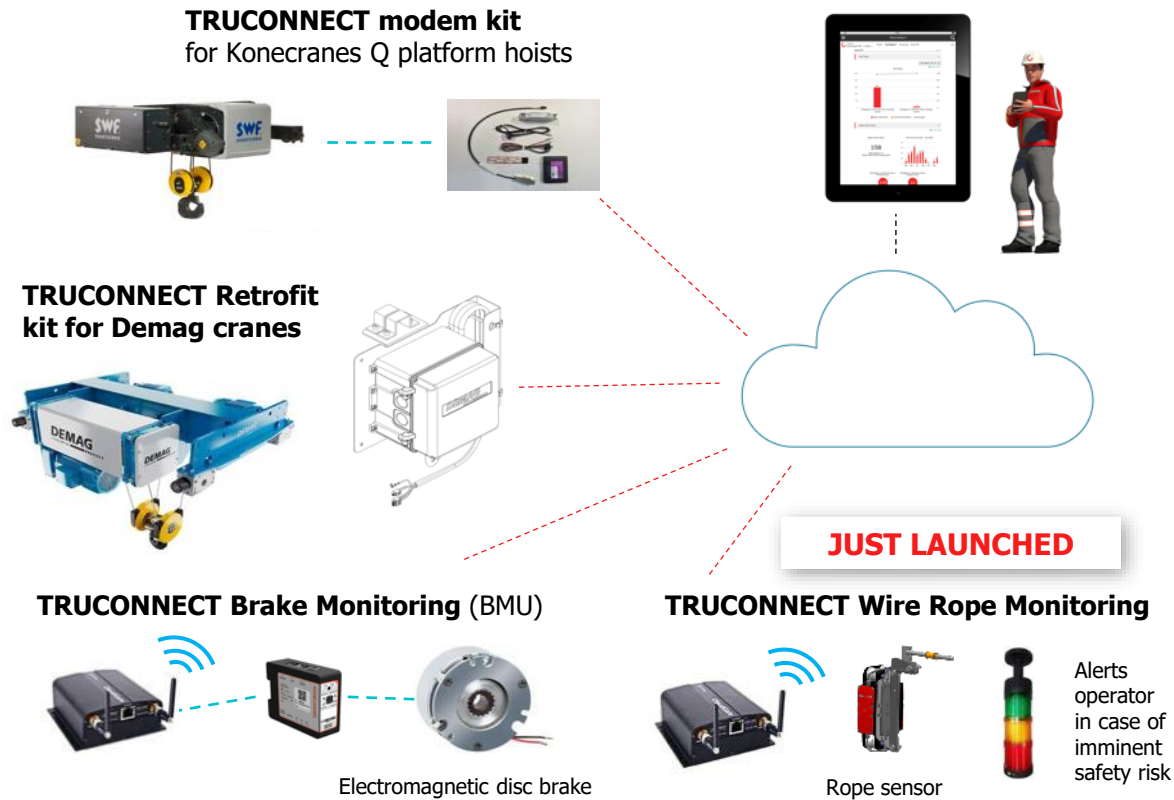 TRUCONNECT modem kit
for Konecranes Q platform hoists
SWF
SWF
TRUCONNECT Retrofit
kit for Demag cranes
DEMAG
DEMAG
158
JUST LAUNCHED
TRUCONNECT Brake Monitoring (BMU)
Electromagnetic disc brake
TRUCONNECT Wire Rope Monitoring
Rope sensor
Alerts
operator
in case of
imminent
safety risk